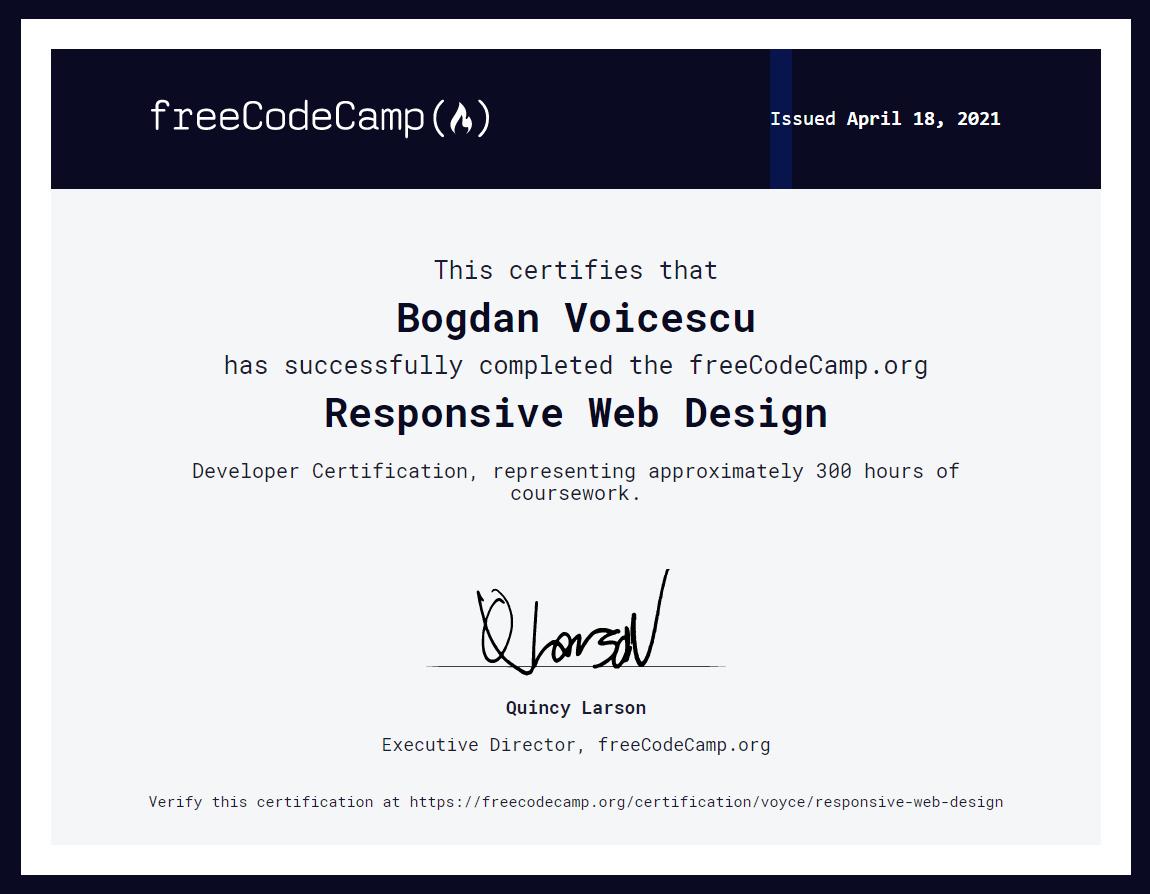 freeCodeCamp(🔥)
Issued April 18, 2021
This certifies that
Bogdan Voicescu
has successfully completed the freeCodeCamp.org
Responsive Web Design
Developer Certification, representing approximately 300 hours of
coursework.
Q Larson
Quincy Larson
Executive Director, freeCodeCamp.org
Verify this certification at https://freecodecamp.org/certification/voyce/responsive-web-design